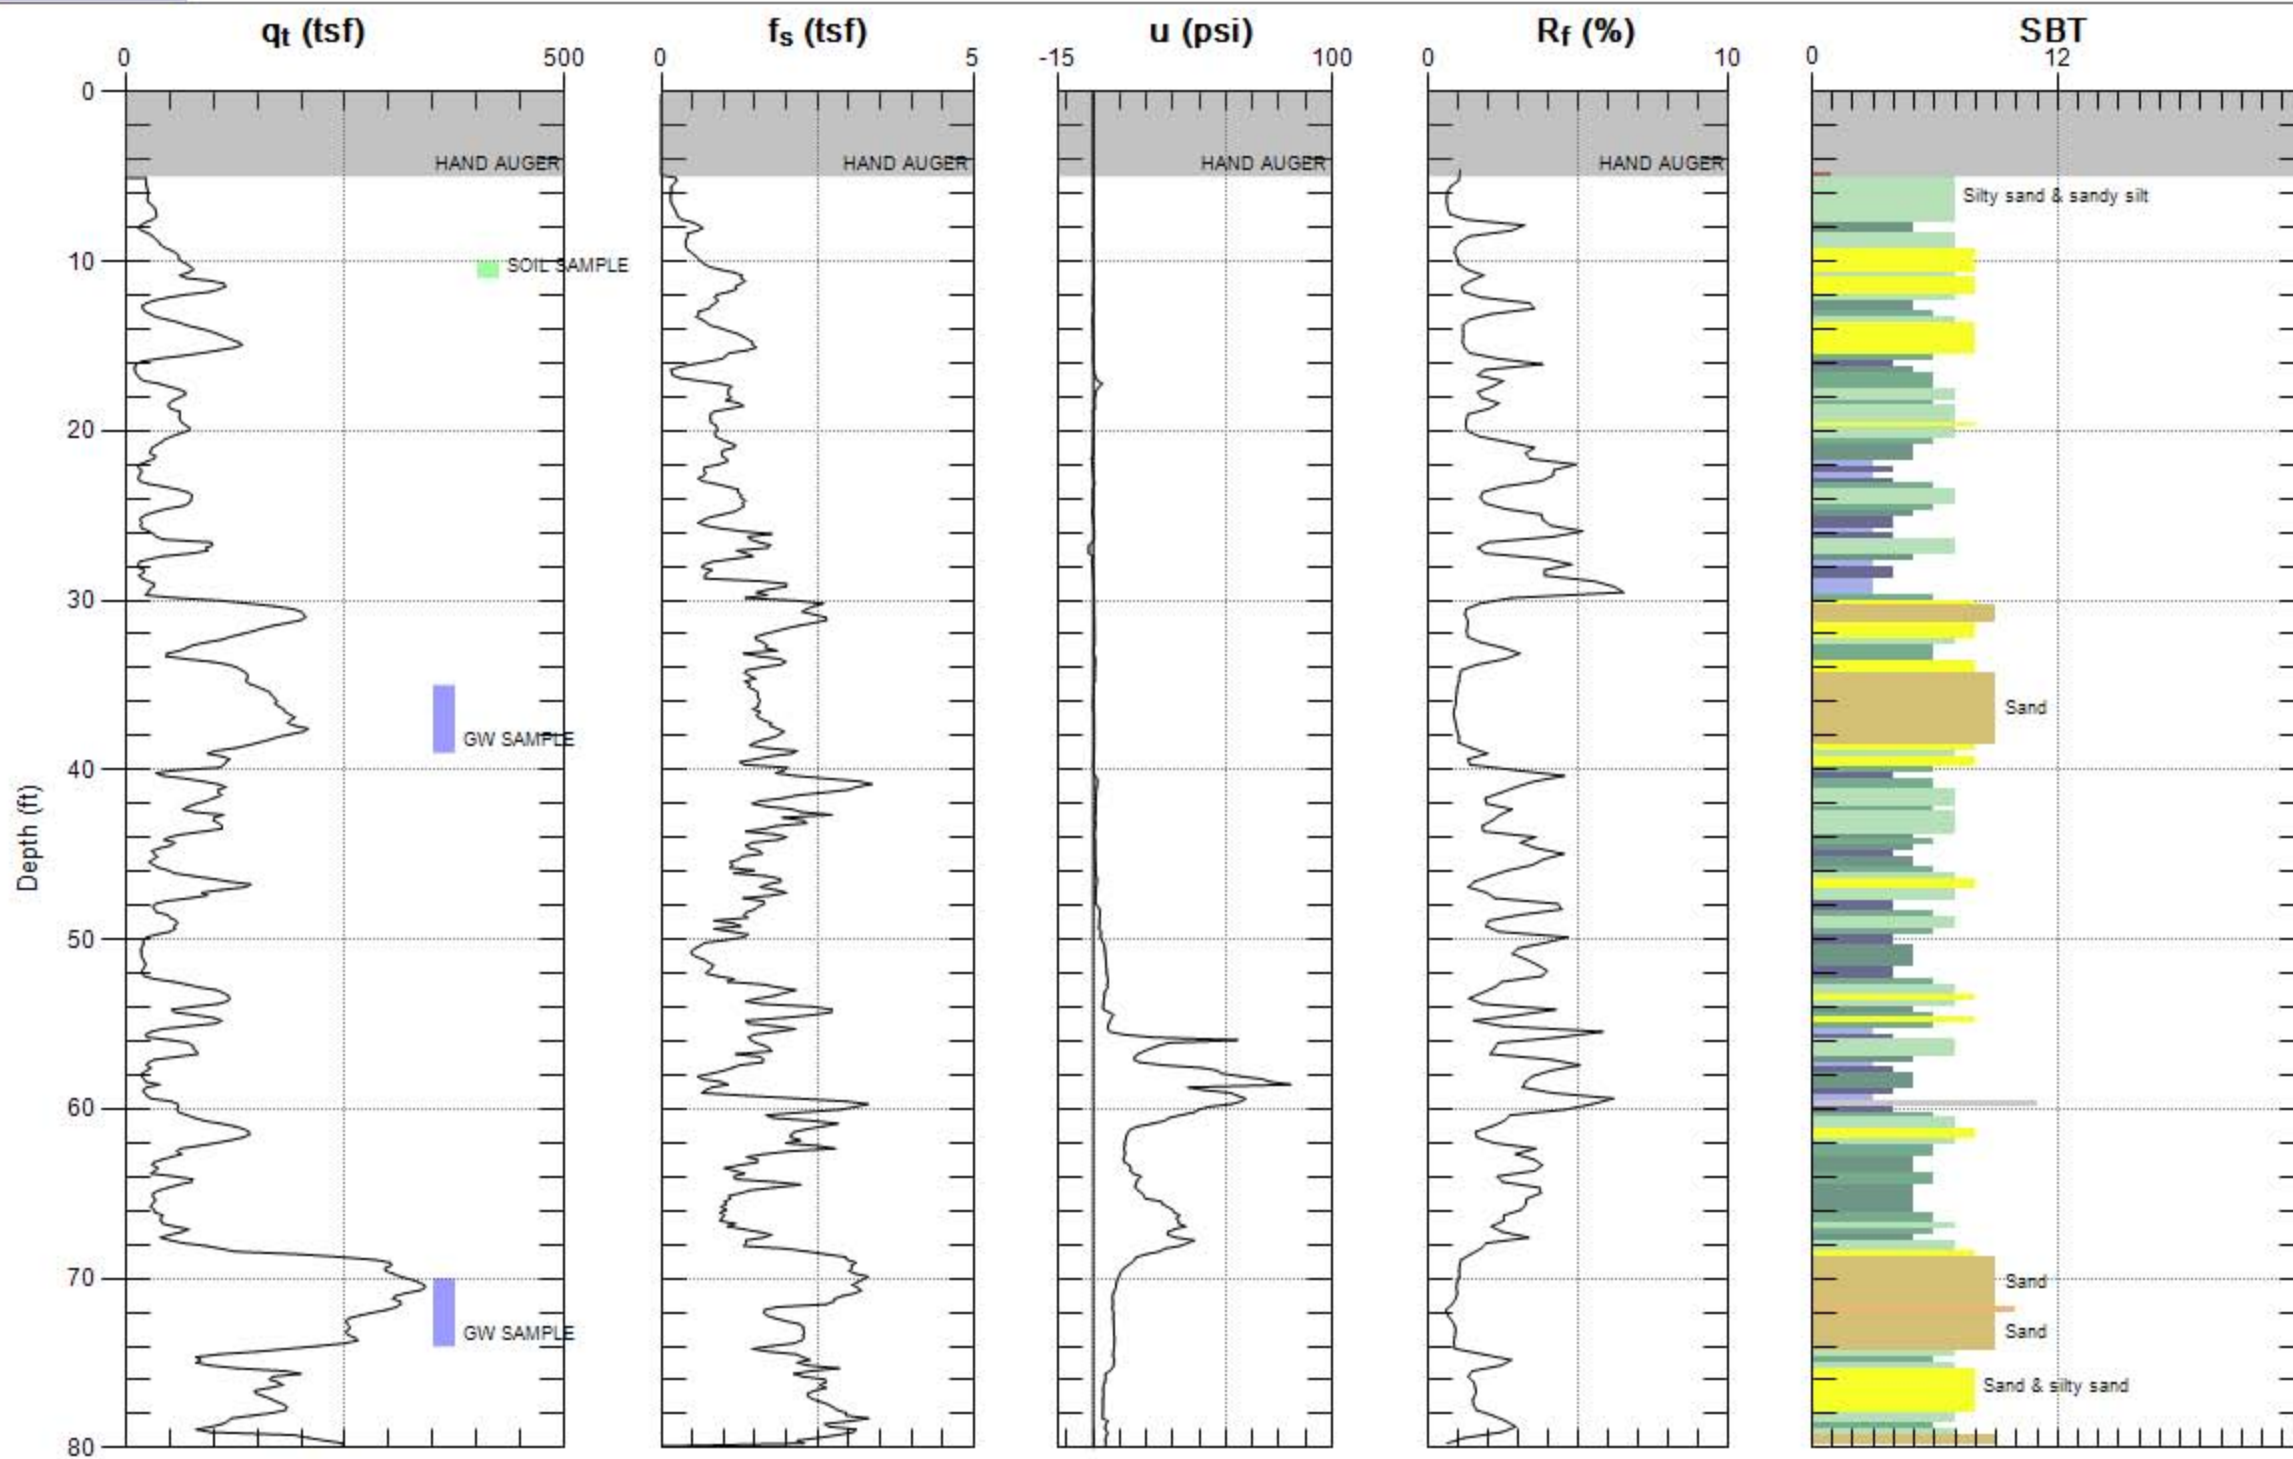 qt (tsf) fs (tsf) u (psi) Rf (%) SBT
0 500 0 5 -15 100 0 10 0 12
0
HAND AUGER HAND AUGER HAND AUGER HAND AUGER
Silty sand & sandy silt
10 SOIL SAMPLE
20
30
Sand
GW SAMPLE
40
Depth (ft)
50
60
70 Sand
GW SAMPLE Sand
Sand & silty sand
80